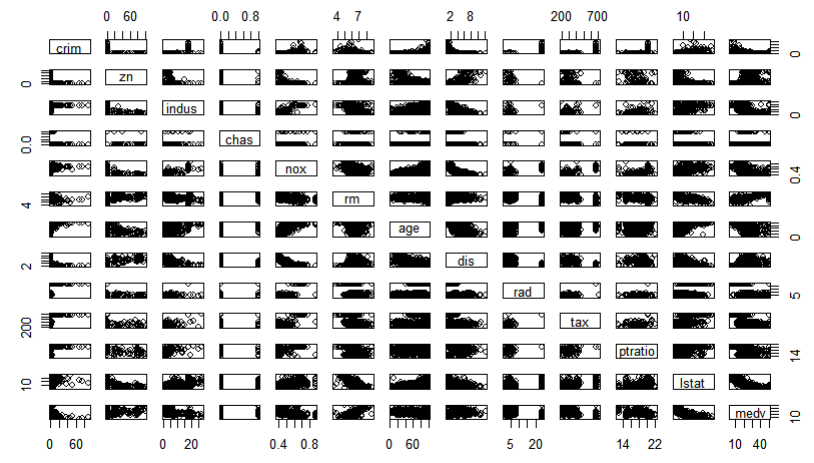 0 60 0.0 0.8 4 7 2 8 200 700 10
crim 0
0 zn
indus 0
0.0 chas
nox 0.4
4 rm
age 0
2 dis
rad 5
200 tax
ptratio 14
10 lstat
medv 10
0 60 0 20 0.4 0.8 0 60 5 20 14 22 10 40